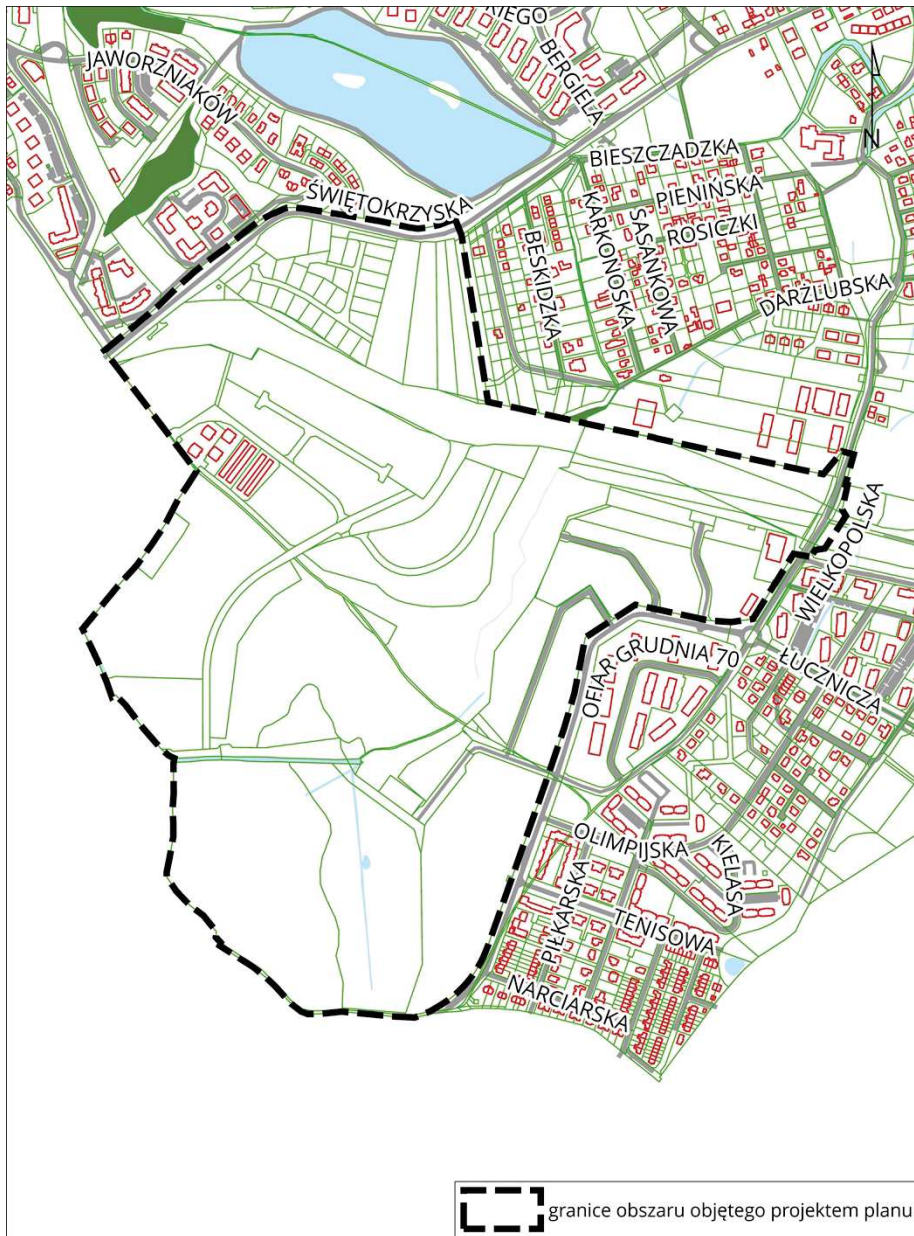 KIEGO
BERGIELA
JAWORZNIAKÓW
BIESZCZADZKA
ŚWIĘTOKRZYSKA
PIENIŃSKA
KARKONOSKA
SASANKOWA
ROSICZKI
BESKIDZKA
DARŻLUBSKA
N
WIELKOPOLSKA
OFIAR GRUDNIA 70
ŁUCZNICZA
OLIMPIJSKA
KIELASA
PIŁKARSKA
TENISOWA
NARCIARSKA
granice obszaru objętego projektem planu